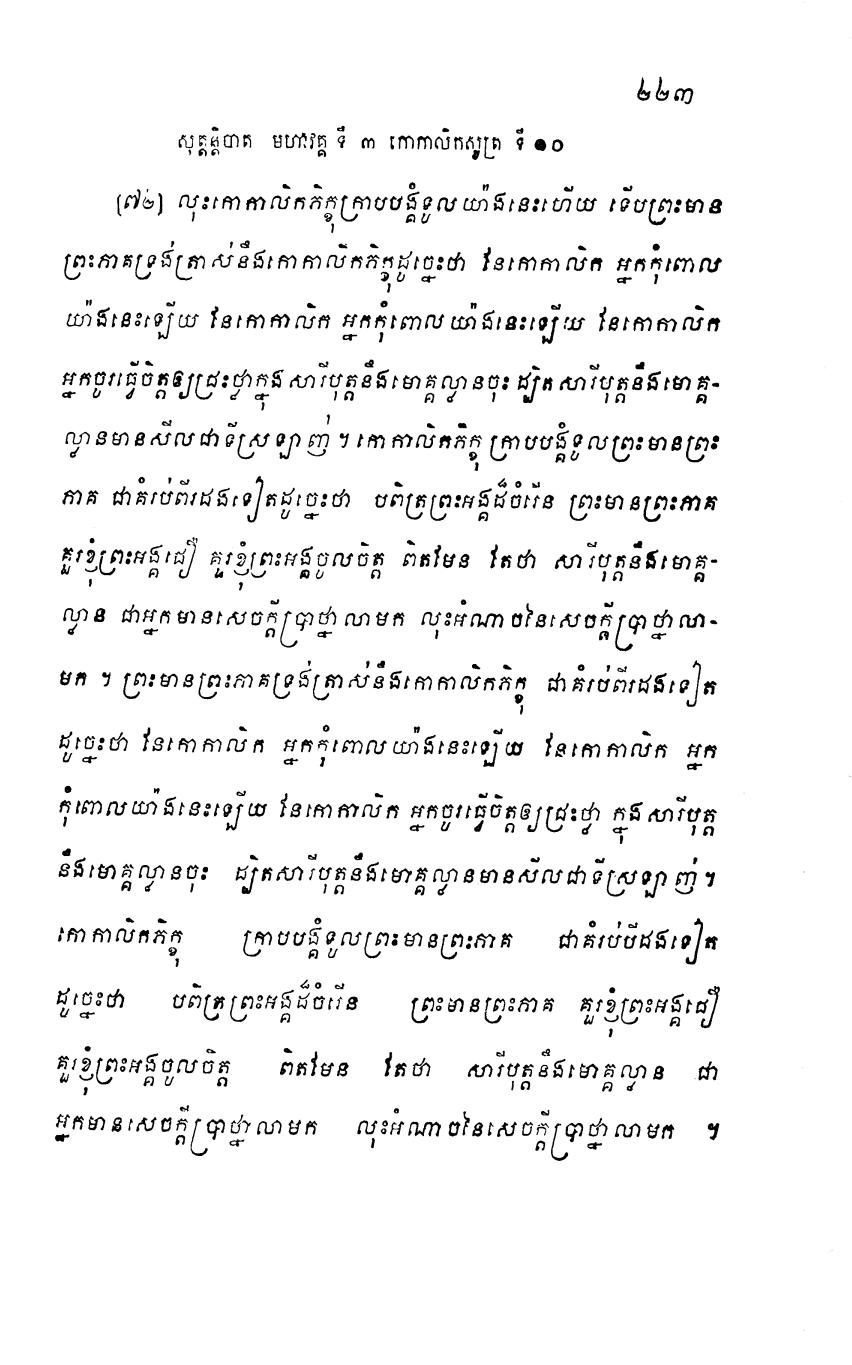 ២២៣
សុត្តន្តិបាត មហាវគ្គ ទី ៣ កោកាលិកសូត្រ ទី ១០
[៧២] លុះកោកាលិកភិក្ខុក្រាបបង្គំទូលយ៉ាងនេះហើយ ទើបព្រះមាន
ព្រះភាគទ្រង់ត្រាស់នឹងកោកាលិកភិក្ខុដូច្នេះថា នែកោកាលិក អ្នកកុំពោល
យ៉ាងនេះឡើយ នែកោកាលិក អ្នកកុំពោលយ៉ាងនេះឡើយ នែកោកាលិក
អ្នកចូរធ្វើចិត្តឲ្យជ្រះថ្លាក្នុងសារីបុត្តនឹងមោគ្គល្លានចុះ ដ្បិតសារីបុត្តនឹងមោគ្គ-
ល្លានមានសីលជាទីស្រឡាញ់ ។ កោកាលិកភិក្ខុ ក្រាបបង្គំទូលព្រះមានព្រះ
ភាគ ជាគំរប់ពីរដងទៀតដូច្នេះថា បពិត្រព្រះអង្គដ៏ចំរើន ព្រះមានព្រះភាគ
គួរខ្ញុំព្រះអង្គជឿ គួរខ្ញុំព្រះអង្គចូលចិត្ត ពិតមែន តែថា សារីបុត្តនឹងមោគ្គ-
ល្លាន ជាអ្នកមានសេចក្តីប្រាថ្នាលាមក លុះអំណាចនៃសេចក្តីប្រាថ្នាលា-
មក ។ ព្រះមានព្រះភាគទ្រង់ត្រាស់នឹងកោកាលិកភិក្ខុ ជាគំរប់ពីរដងទៀត
ដូច្នេះថា នែកោកាលិក អ្នកកុំពោលយ៉ាងនេះឡើយ នែកោកាលិក អ្នក
កុំពោលយ៉ាងនេះឡើយ នែកោកាលិក អ្នកចូរធ្វើចិត្តឲ្យជ្រះថ្លា ក្នុងសារីបុត្ត
នឹងមោគ្គល្លានចុះ ដ្បិតសារីបុត្តនឹងមោគ្គល្លានមានសីលជាទីស្រឡាញ់ ។
កោកាលិកភិក្ខុ ក្រាបបង្គំទូលព្រះមានព្រះភាគ ជាគំរប់បីដងទៀត
ដូច្នេះថា បពិត្រព្រះអង្គដ៏ចំរើន ព្រះមានព្រះភាគ គួរខ្ញុំព្រះអង្គជឿ
គួរខ្ញុំព្រះអង្គចូលចិត្ត ពិតមែន តែថា សារីបុត្តនឹងមោគ្គល្លាន ជា
អ្នកមានសេចក្តីប្រាថ្នាលាមក លុះអំណាចនៃសេចក្តីប្រាថ្នាលាមក ។